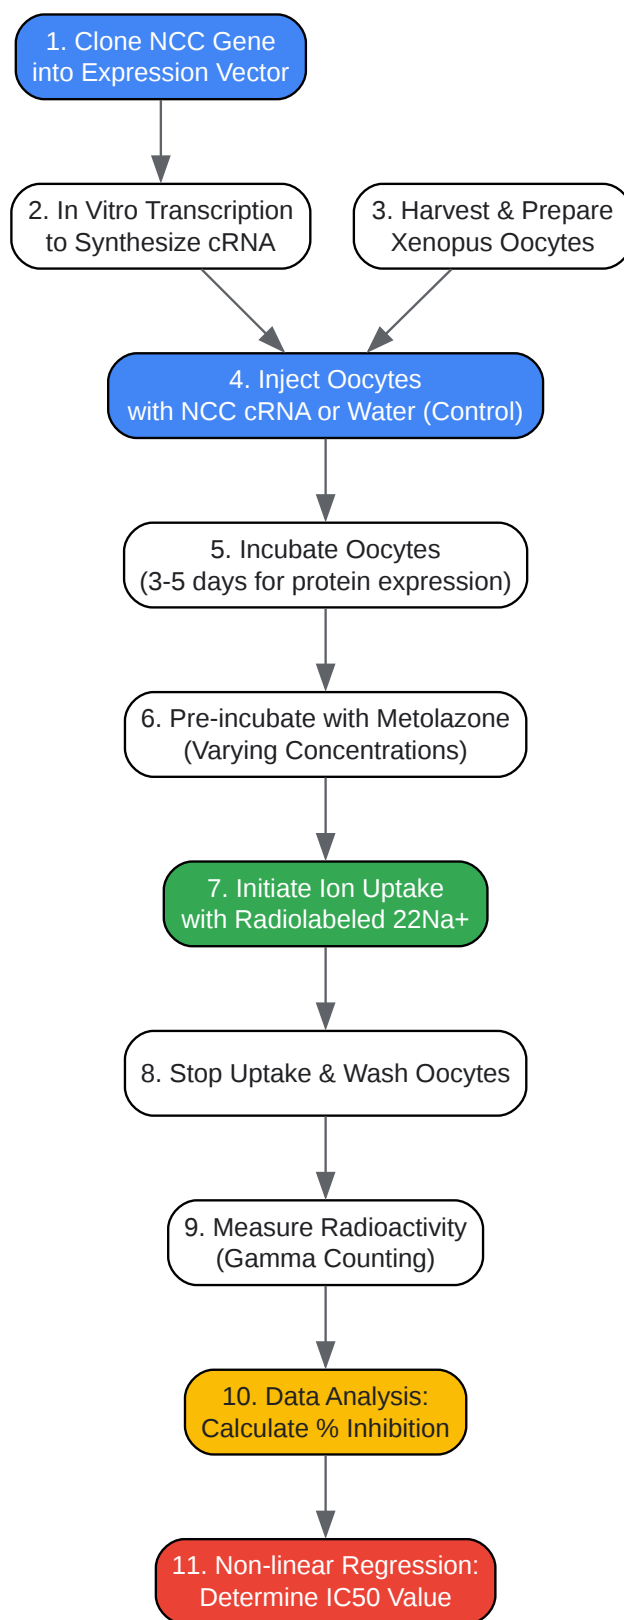 1. Clone NCC Gene
into Expression Vector
2. In Vitro Transcription
to Synthesize cRNA
3. Harvest & Prepare
Xenopus Oocytes
4. Inject Oocytes
with NCC cRNA or Water (Control)
5. Incubate Oocytes
(3-5 days for protein expression)
6. Pre-incubate with Metolazone
(Varying Concentrations)
7. Initiate Ion Uptake
with Radiolabeled 22Na+
8. Stop Uptake & Wash Oocytes
9. Measure Radioactivity
(Gamma Counting)
10. Data Analysis:
Calculate % Inhibition
11. Non-linear Regression:
Determine IC50 Value